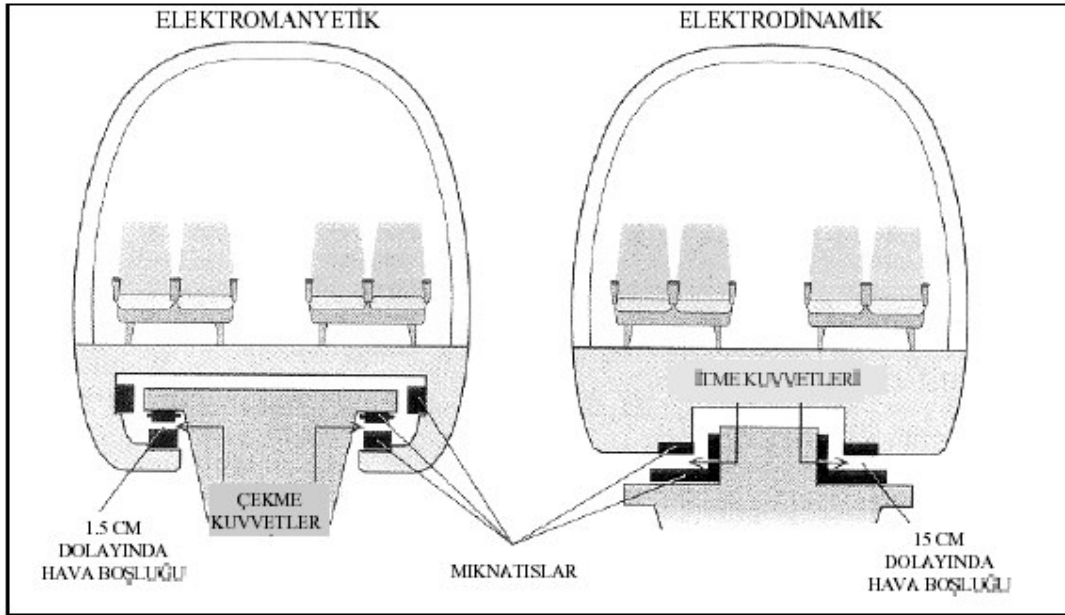 ELEKTROMANYETİK
ELEKTRODİNAMİK
İTME KUVVETLERİ
ÇEKME
KUVVETLER
1.5 CM
DOLAYINDA
HAVA BOŞLUĞU
MIKNATISLAR
15 CM
DOLAYINDA
HAVA BOŞLUĞU